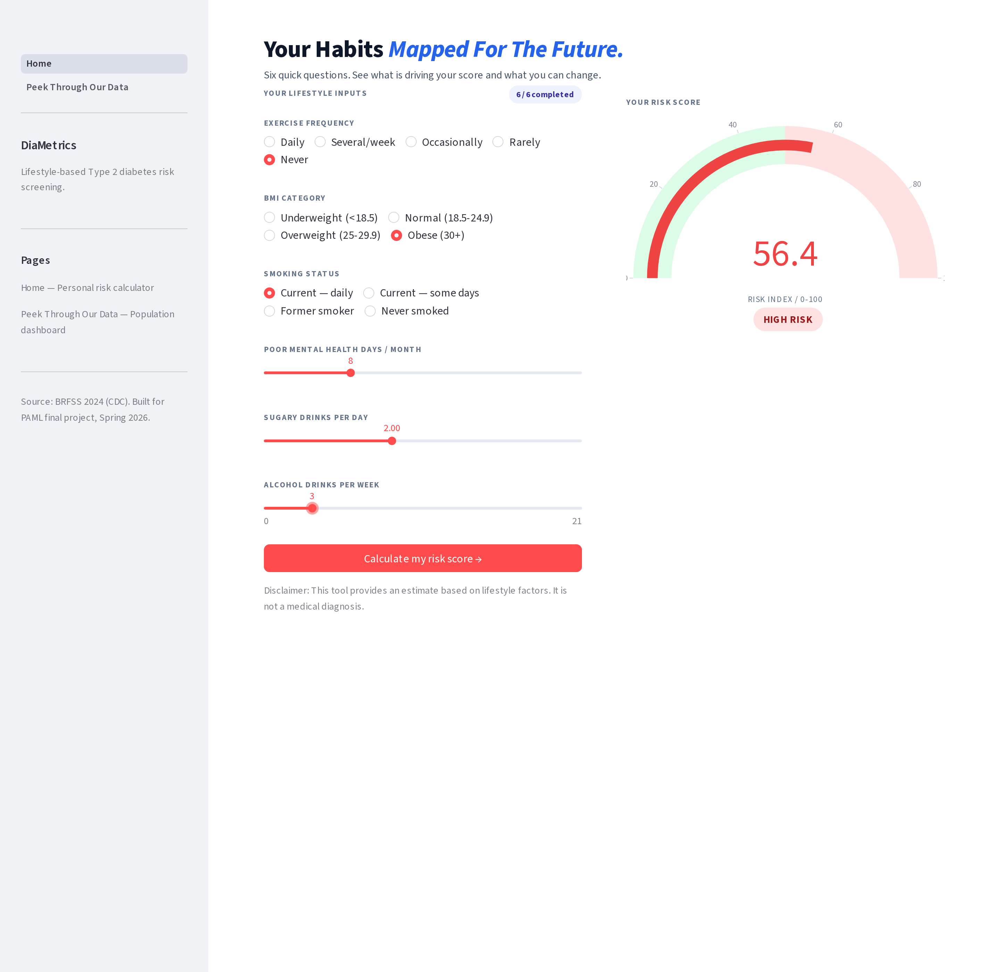 Home
Peek Through Our Data
DiaMetrics
Lifestyle-based Type 2 diabetes risk
screening.
Pages
Home — Personal risk calculator
Peek Through Our Data — Population
dashboard
Source: BRFSS 2024 (CDC). Built for
PAML final project, Spring 2026.
Your Habits Mapped For The Future.
Six quick questions. See what is driving your score and what you can change.
YOUR LIFESTYLE INPUTS
6 / 6 completed
EXERCISE FREQUENCY
Daily Several/week Occasionally Rarely
Never
BMI CATEGORY
Underweight (<18.5) Normal (18.5-24.9)
Overweight (25-29.9) Obese (30+)
SMOKING STATUS
Current — daily Current — some days
Former smoker Never smoked
POOR MENTAL HEALTH DAYS / MONTH
8
SUGARY DRINKS PER DAY
2.00
ALCOHOL DRINKS PER WEEK
3
0 21
Calculate my risk score →
Disclaimer: This tool provides an estimate based on lifestyle factors. It is
not a medical diagnosis.
YOUR RISK SCORE
40 60
20 80
56.4
RISK INDEX / 0-100
HIGH RISK